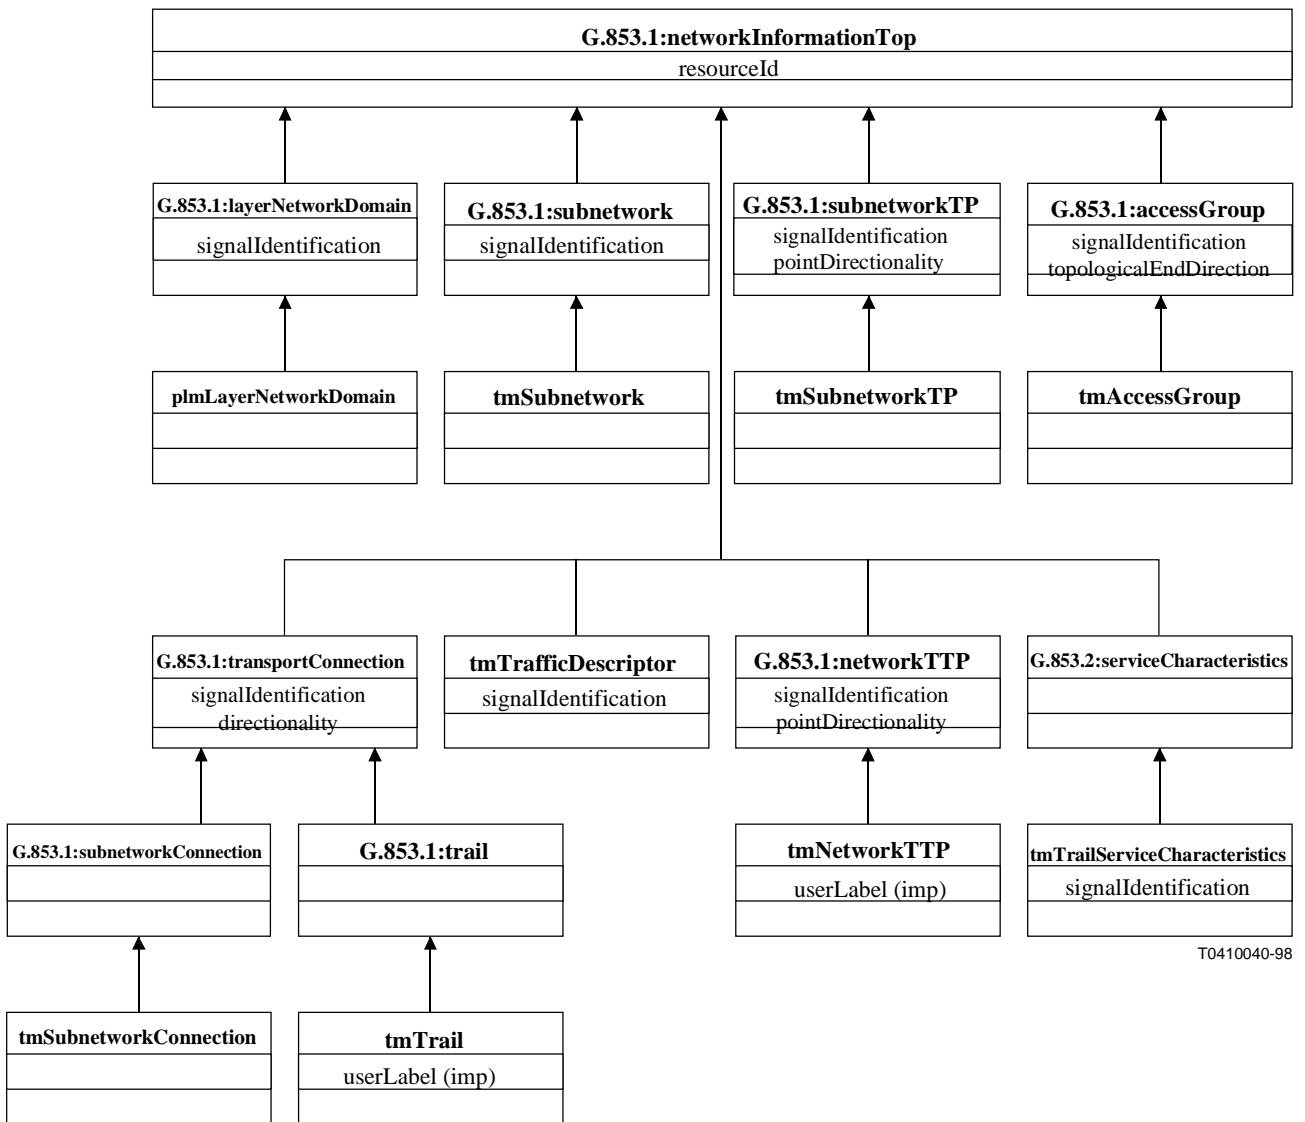 G.853.1:networkInformationTop
resourceId
G.853.1:layerNetworkDomain
signalIdentification
G.853.1:subnetwork
signalIdentification
G.853.1:subnetworkTP
signalIdentification
pointDirectionality
G.853.1:accessGroup
signalIdentification
topologicalEndDirection
plmLayerNetworkDomain
tmSubnetwork
tmSubnetworkTP
tmAccessGroup
G.853.1:transportConnection
signalIdentification
directionality
tmTrafficDescriptor
signalIdentification
G.853.1:networkTTP
signalIdentification
pointDirectionality
G.853.2:serviceCharacteristics
G.853.1:subnetworkConnection
G.853.1:trail
tmNetworkTTP
userLabel (imp)
tmTrailServiceCharacteristics
signalIdentification
T0410040-98
tmSubnetworkConnection
tmTrail
userLabel (imp)